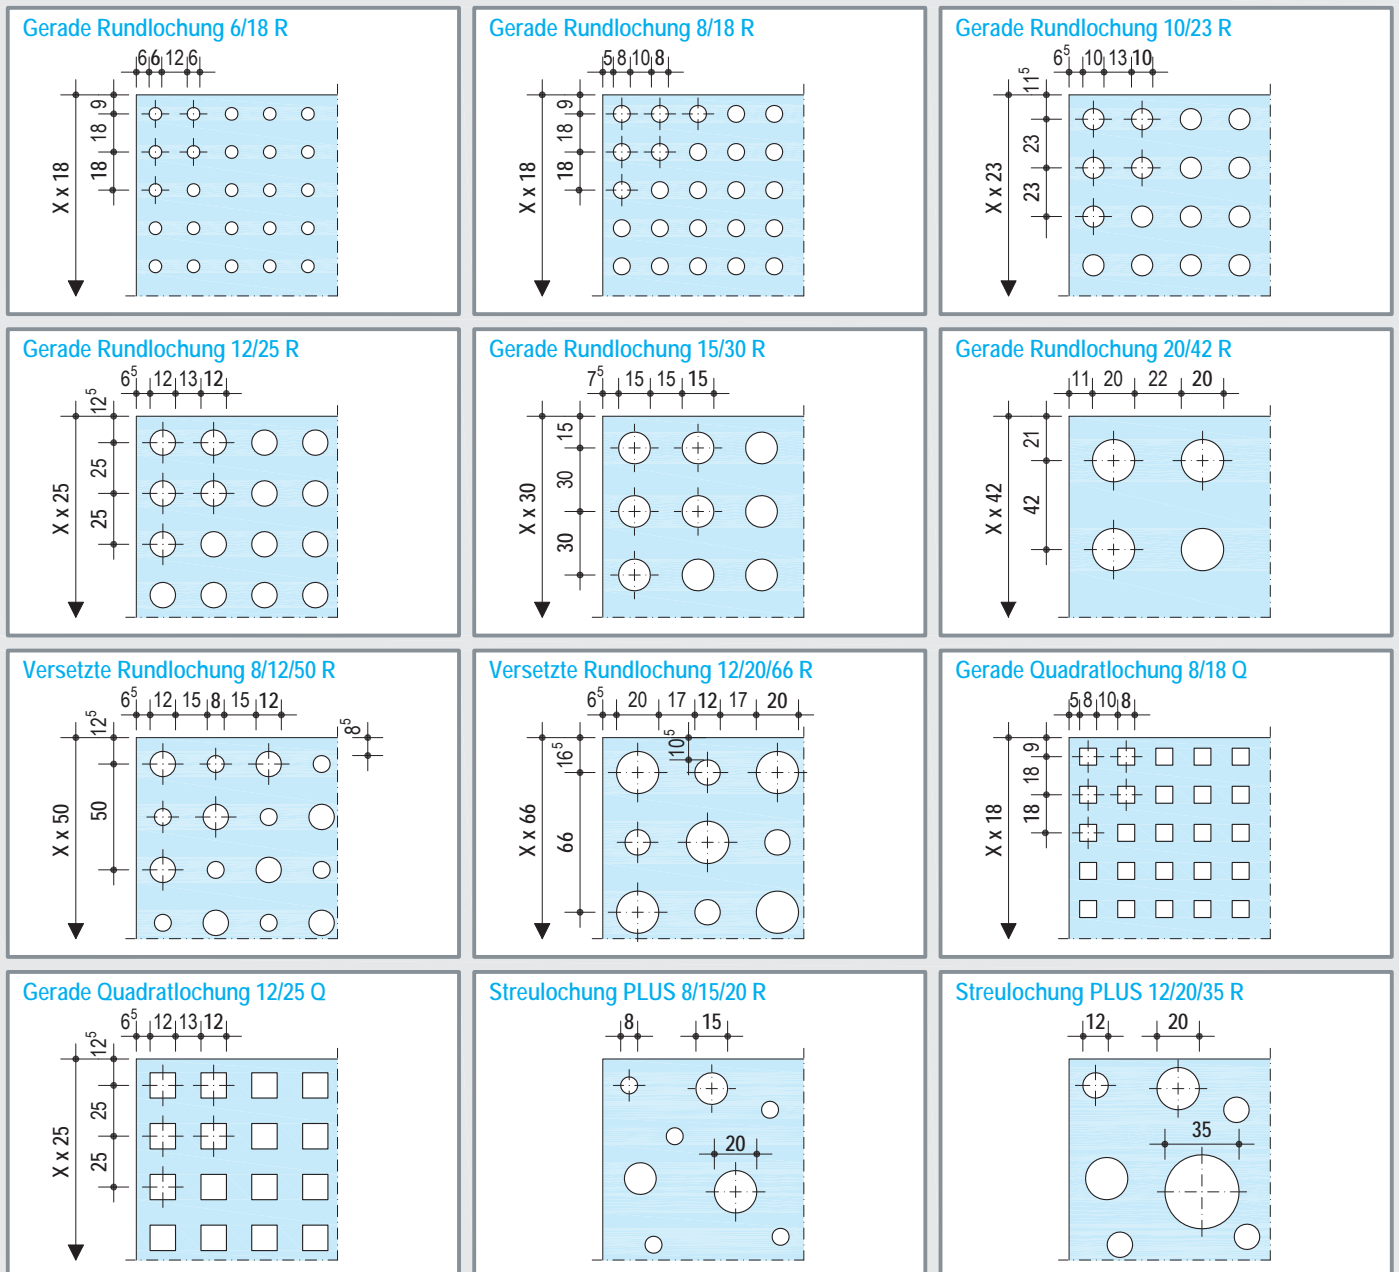 Gerade Rundlochung 6/18 R
6 6 12 6
9
18
18
X x 18
Gerade Rundlochung 8/18 R
5 8 10 8
9
18
18
X x 18
Gerade Rundlochung 10/23 R
6⁵ 10 13 10
11⁵
23
23
X x 23
Gerade Rundlochung 12/25 R
6⁵ 12 13 12
12⁵
25
25
X x 25
Gerade Rundlochung 15/30 R
7⁵ 15 15 15
15
30
30
X x 30
Gerade Rundlochung 20/42 R
11 20 22 20
21
42
X x 42
Versetzte Rundlochung 8/12/50 R
6⁵ 12 15 8 15 12
12⁵
8⁵
50
X x 50
Versetzte Rundlochung 12/20/66 R
6⁵ 20 17 12 17 20
16⁵
10⁵
66
X x 66
Gerade Quadratlochung 8/18 Q
5 8 10 8
9
18
18
X x 18
Gerade Quadratlochung 12/25 Q
6⁵ 12 13 12
12⁵
25
25
X x 25
Streulochung PLUS 8/15/20 R
8 15
20
Streulochung PLUS 12/20/35 R
12 20
35